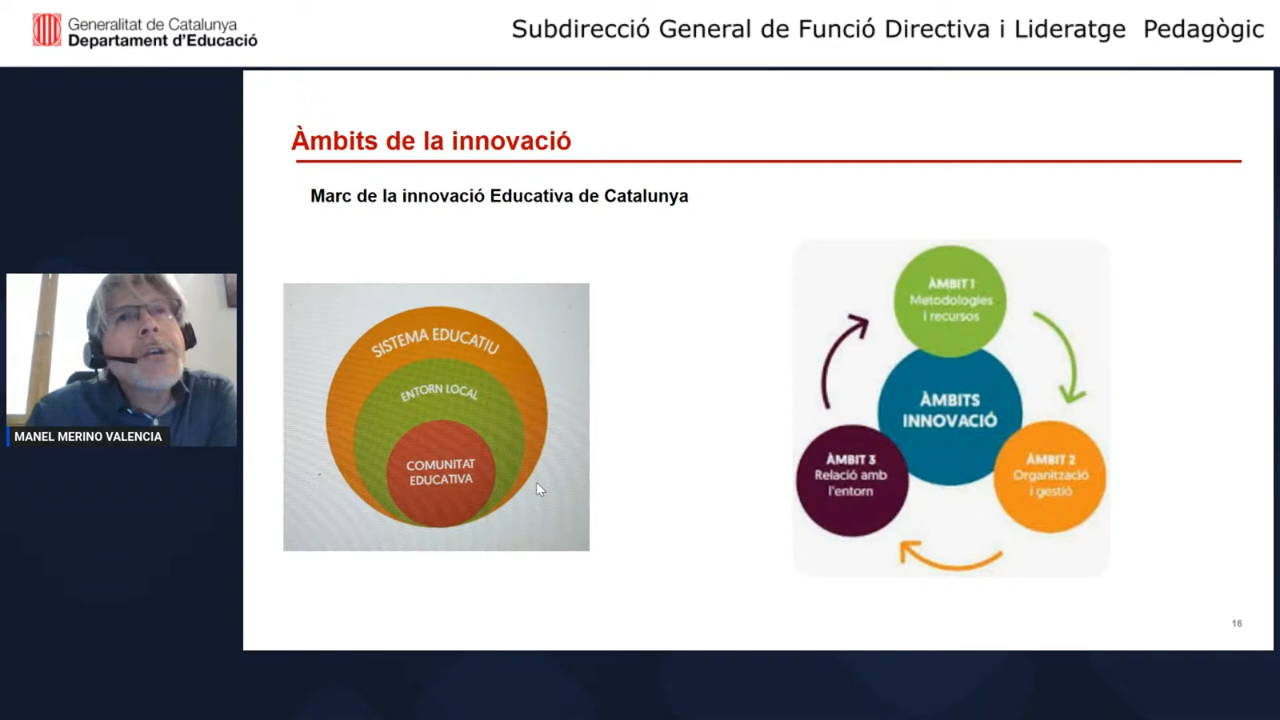 Generalitat de Catalunya
Departament d'Educació
Subdirecció General de Funció Directiva i Lideratge Pedagògic
Àmbits de la innovació
Marc de la innovació Educativa de Catalunya
SISTEMA EDUCATIU
ENTORN LOCAL
COMUNITAT
EDUCATIVA
ÀMBIT 1
Metodologies
i recursos
ÀMBITS
INNOVACIÓ
ÀMBIT 3
Relació amb
l'entorn
ÀMBIT 2
Organització
i gestió
MANEL MERINO VALENCIA
16